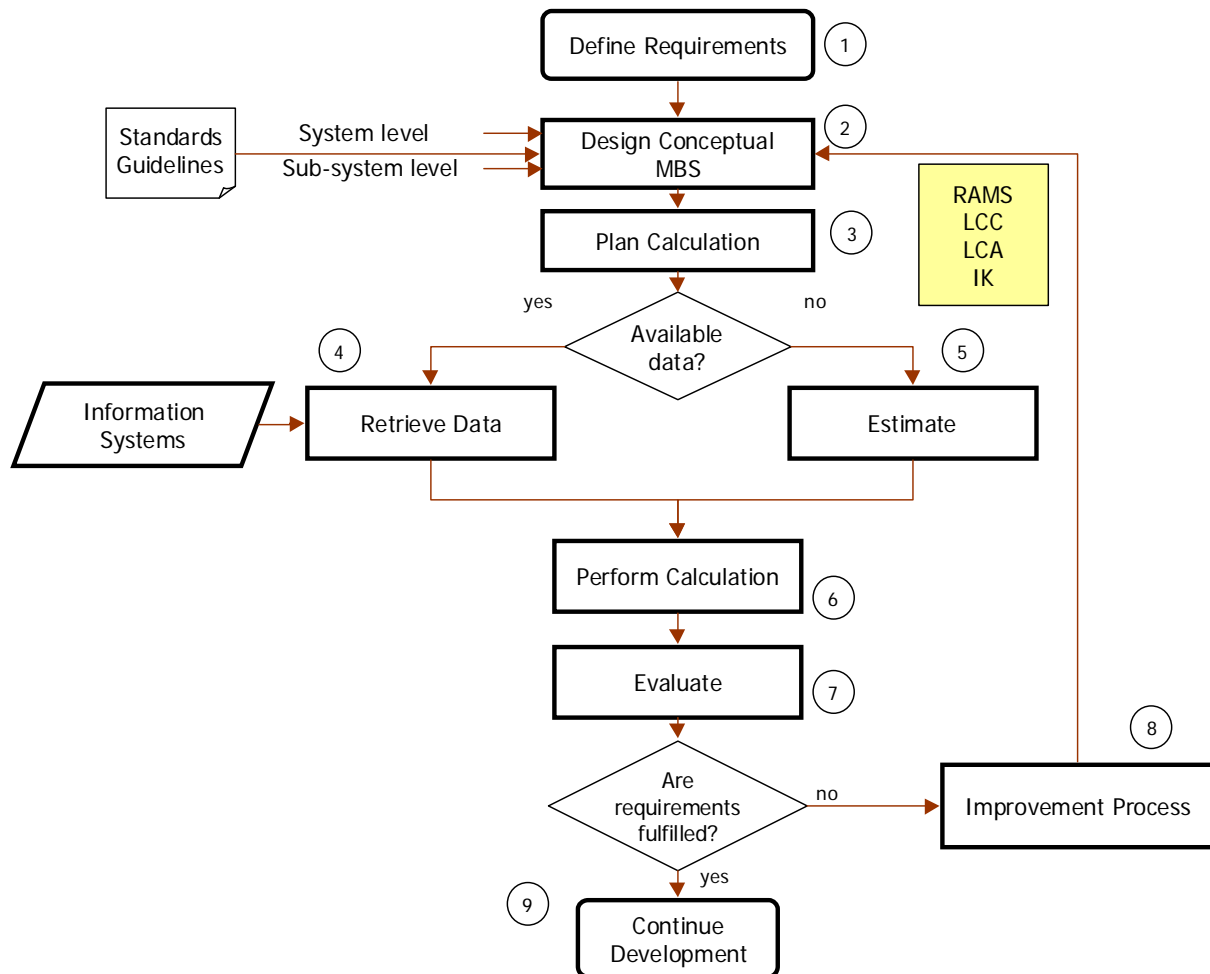 Define Requirements
1
Standards
Guidelines
System level
Sub-system level
Design Conceptual
MBS
2
RAMS
LCC
LCA
IK
Plan Calculation
3
yes
no
Available
data?
4
5
Information
Systems
Retrieve Data
Estimate
Perform Calculation
6
Evaluate
7
8
Are
requirements
fulfilled?
no
Improvement Process
yes
9
Continue
Development